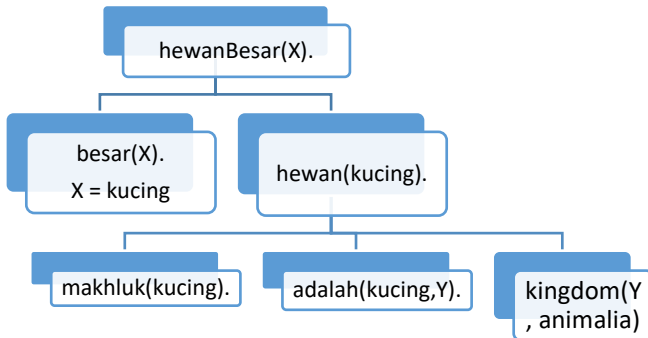 hewanBesar(X).
besar(X).
X = kucing
hewan(kucing).
makhluk(kucing).
adalah(kucing,Y).
kingdom(Y
, animalia)